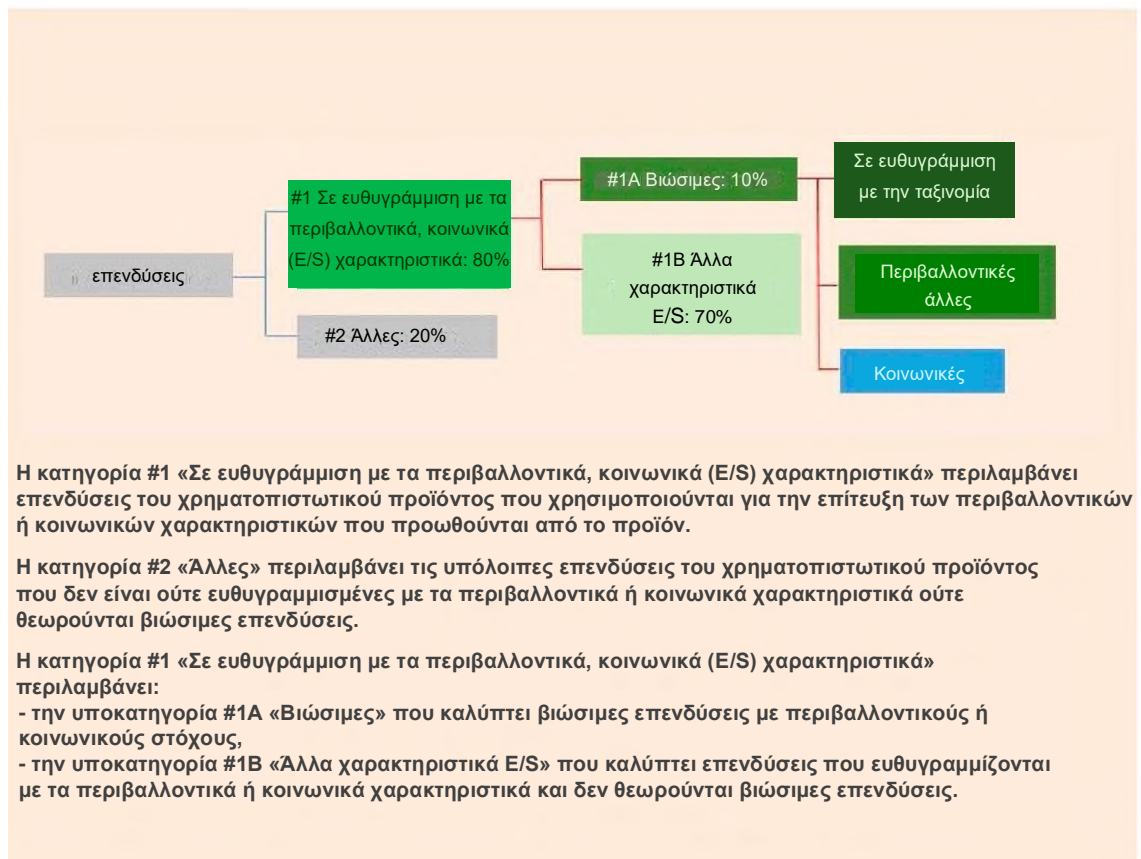 επενδύσεις
#1 Σε ευθυγράμμιση με τα
περιβαλλοντικά, κοινωνικά
(E/S) χαρακτηριστικά: 80%
#2 Άλλες: 20%
#1A Βιώσιμες: 10%
#1B Άλλα
χαρακτηριστικά
E/S: 70%
Σε ευθυγράμμιση
με την ταξινομία
Περιβαλλοντικές
άλλες
Κοινωνικές
Η κατηγορία #1 «Σε ευθυγράμμιση με τα περιβαλλοντικά, κοινωνικά (E/S) χαρακτηριστικά» περιλαμβάνει
επενδύσεις του χρηματοπιστωτικού προϊόντος που χρησιμοποιούνται για την επίτευξη των περιβαλλοντικών
ή κοινωνικών χαρακτηριστικών που προωθούνται από το προϊόν.
Η κατηγορία #2 «Άλλες» περιλαμβάνει τις υπόλοιπες επενδύσεις του χρηματοπιστωτικού προϊόντος
που δεν είναι ούτε ευθυγραμμισμένες με τα περιβαλλοντικά ή κοινωνικά χαρακτηριστικά ούτε
θεωρούνται βιώσιμες επενδύσεις.
Η κατηγορία #1 «Σε ευθυγράμμιση με τα περιβαλλοντικά, κοινωνικά (E/S) χαρακτηριστικά»
περιλαμβάνει:
- την υποκατηγορία #1A «Βιώσιμες» που καλύπτει βιώσιμες επενδύσεις με περιβαλλοντικούς ή
κοινωνικούς στόχους,
- την υποκατηγορία #1B «Άλλα χαρακτηριστικά E/S» που καλύπτει επενδύσεις που ευθυγραμμίζονται
με τα περιβαλλοντικά ή κοινωνικά χαρακτηριστικά και δεν θεωρούνται βιώσιμες επενδύσεις.